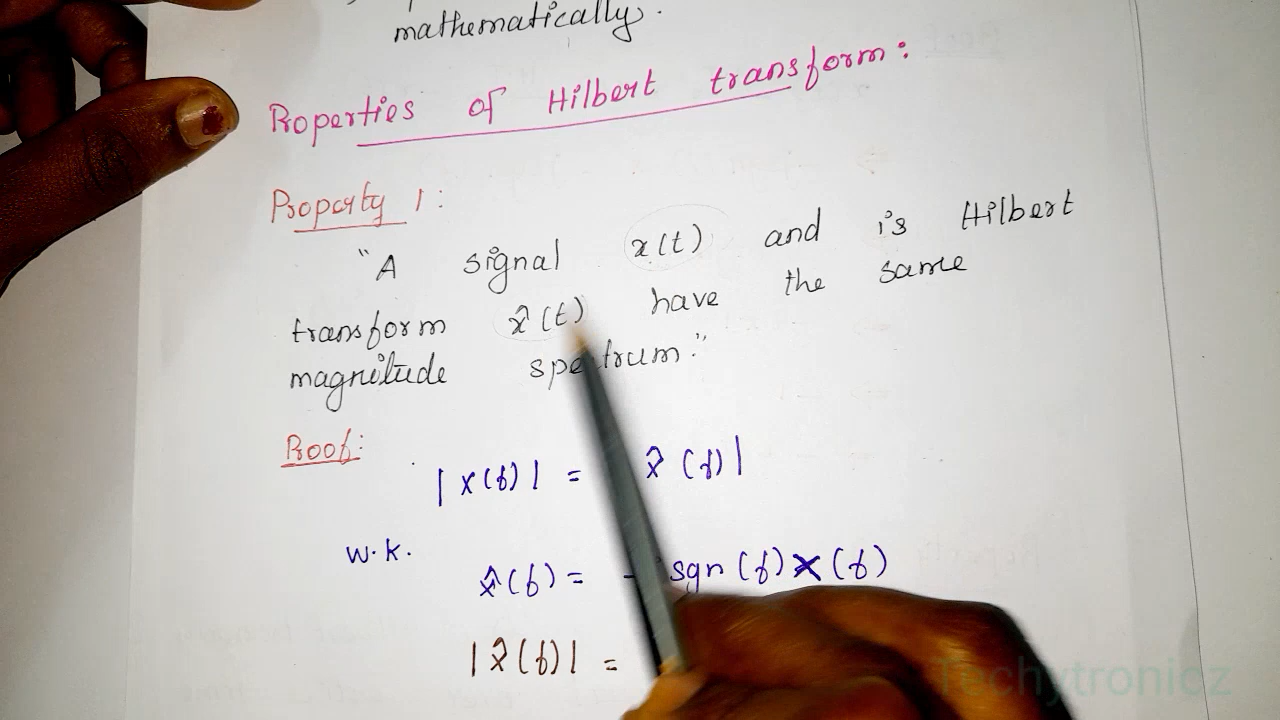 mathematically.
Properties of Hilbert transform:
Property 1:
"A signal x(t) and is Hilbert
transform x̂(t) have the same
magnitude spectrum."
Proof:
|X(f)| = X̂(f)|
W.K.
X̂(f) = - sgn(f) X(f)
|X̂(f)| =
Techytronicz